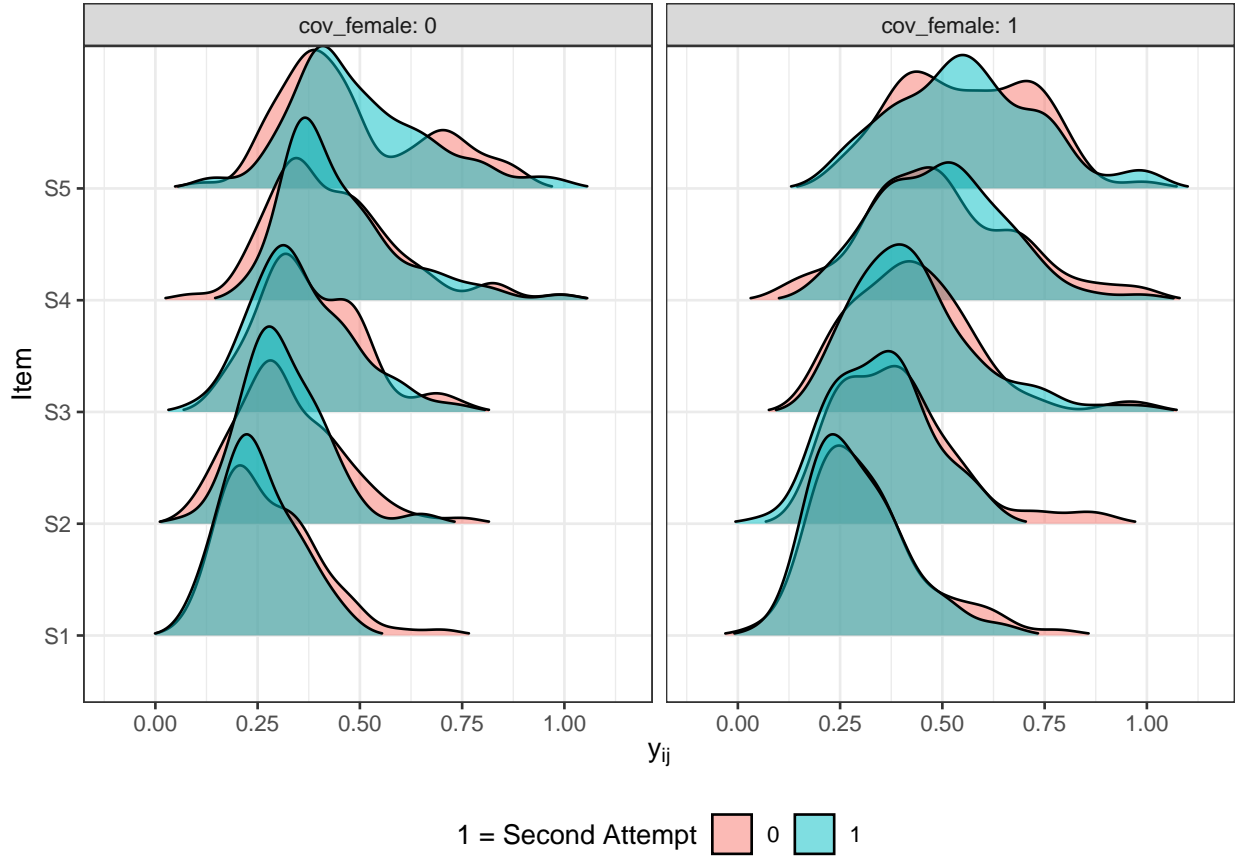 cov_female: 0 cov_female: 1
S5
S4
S3
S2
S1
Item
0.00 0.25 0.50 0.75 1.00 0.00 0.25 0.50 0.75 1.00
yij
1 = Second Attempt 0 1